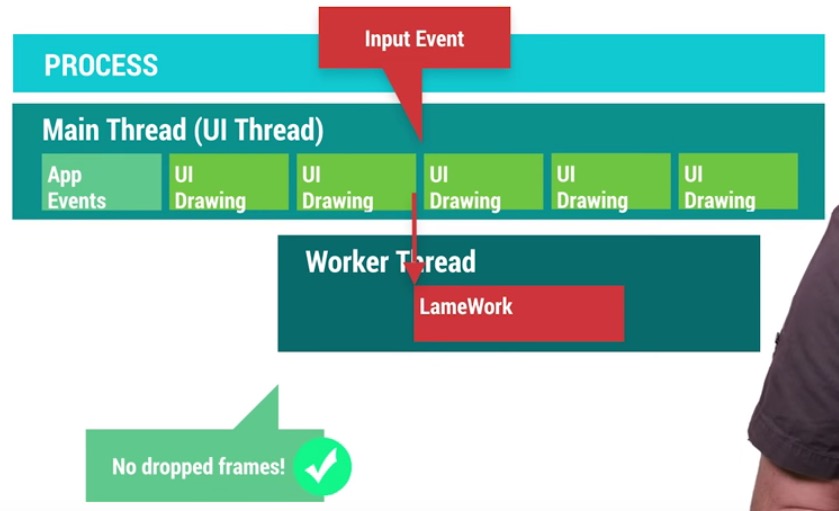 Input Event
PROCESS
Main Thread (UI Thread)
App
Events
UI
Drawing
UI
Drawing
UI
Drawing
UI
Drawing
UI
Drawing
Worker Thread
LameWork
No dropped frames!